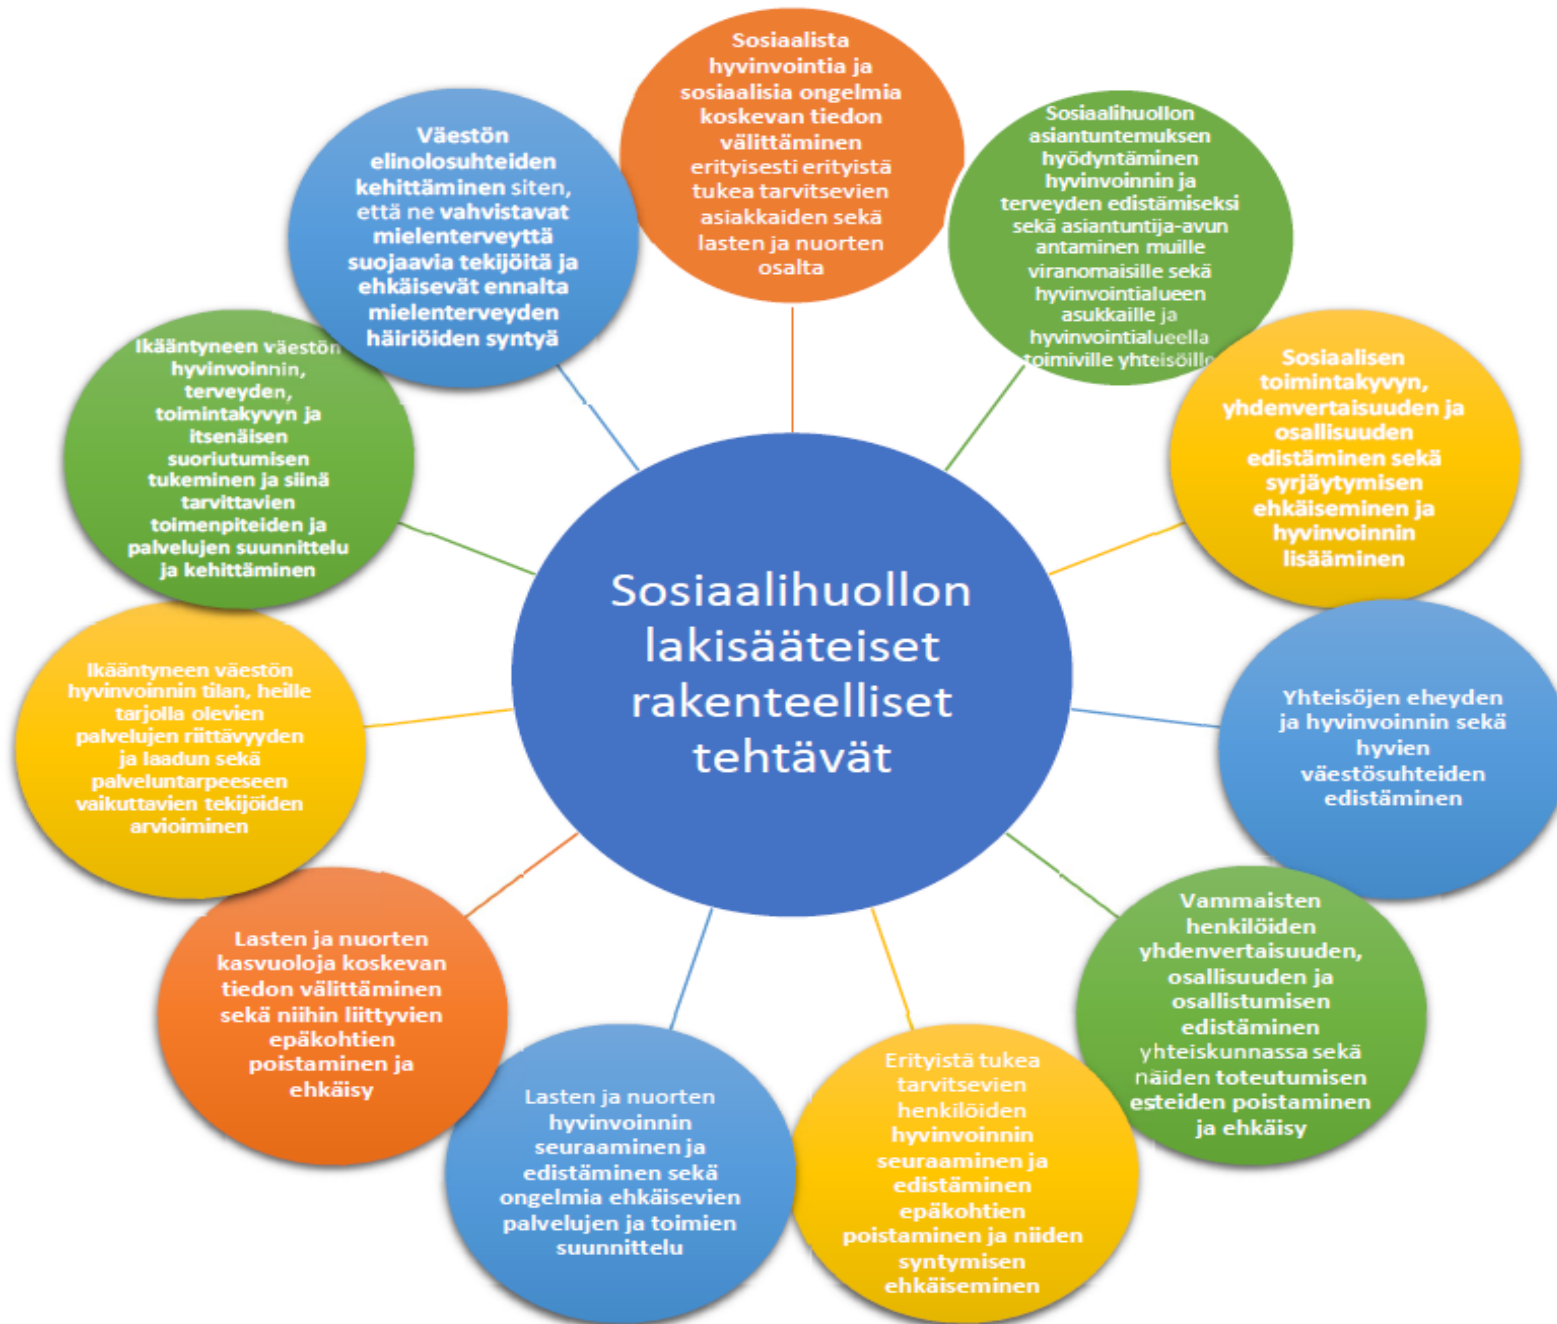 Sosiaalista
hyvinvointia ja
sosiaalisia ongelmia
koskevan tiedon
välittäminen
erityisesti erityistä
tukea tarvitsevien
asiakkaiden sekä
lasten ja nuorten
osalta
Sosiaalihuollon
asiantuntemuksen
hyödyntäminen
hyvinvoinnin ja
terveyden edistämiseksi
sekä asiantuntija-avun
antaminen muille
viranomaisille sekä
hyvinvointialueen
asukkaille ja
hyvinvointialueella
toimiville yhteisöille
Sosiaalisen
toimintakyvyn,
yhdenvertaisuuden ja
osallisuuden
edistäminen sekä
syrjäytymisen
ehkäiseminen ja
hyvinvoinnin
lisääminen
Yhteisöjen eheyden
ja hyvinvoinnin sekä
hyvien
väestösuhteiden
edistäminen
Vammaisten
henkilöiden
yhdenvertaisuuden,
osallisuuden ja
osallistumisen
edistäminen
yhteiskunnassa sekä
näiden toteutumisen
esteiden poistaminen
ja ehkäisy
Erityistä tukea
tarvitsevien
henkilöiden
hyvinvoinnin
seuraaminen ja
edistäminen
epäkohtien
poistaminen ja niiden
syntymisen
ehkäiseminen
Lasten ja nuorten
hyvinvoinnin
seuraaminen ja
edistäminen sekä
ongelmia ehkäisevien
palvelujen ja toimien
suunnittelu
Lasten ja nuorten
kasvuoloja koskevan
tiedon välittäminen
sekä niihin liittyvien
epäkohtien
poistaminen ja
ehkäisy
Ikääntyneen väestön
hyvinvoinnin tilan, heille
tarjolla olevien
palvelujen riittävyyden
ja laadun sekä
palveluntarpeeseen
vaikuttavien tekijöiden
arvioiminen
Ikääntyneen väestön
hyvinvoinnin,
terveyden,
toimintakyvyn ja
itsenäisen
suoriutumisen
tukeminen ja siinä
tarvittavien
toimenpiteiden ja
palvelujen suunnittelu
ja kehittäminen
Väestön
elinolosuhteiden
kehittäminen siten,
että ne vahvistavat
mielenterveyttä
suojaavia tekijöitä ja
ehkäisevät ennalta
mielenterveyden
häiriöiden syntyä
Sosiaalihuollon
lakisääteiset
rakenteelliset
tehtävät